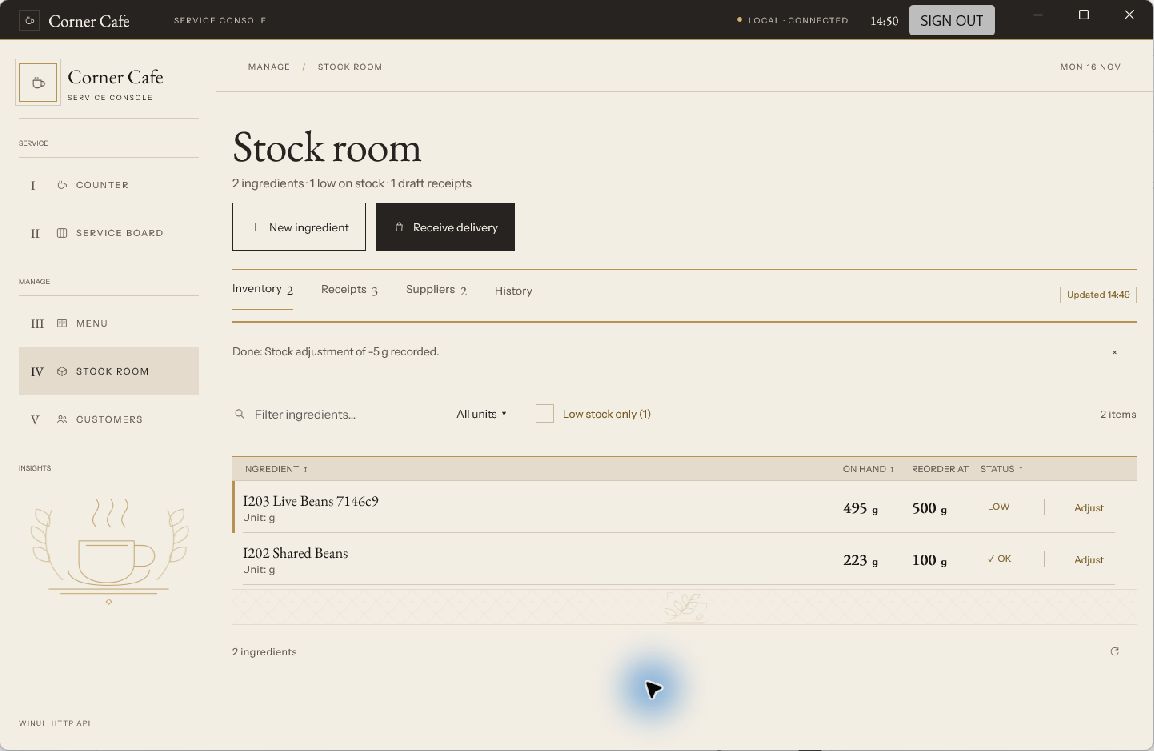 Corner Cafe SERVICE CONSOLE LOCAL · CONNECTED 14:50 SIGN OUT
Corner Cafe
SERVICE CONSOLE
MANAGE / STOCK ROOM MON 16 NOV
SERVICE
I COUNTER
II SERVICE BOARD
MANAGE
III MENU
IV STOCK ROOM
V CUSTOMERS
INSIGHTS
WINUI HTTP API
Stock room
2 ingredients · 1 low on stock · 1 draft receipts
New ingredient Receive delivery
Inventory 2 Receipts 3 Suppliers 2 History Updated 14:46
Done: Stock adjustment of -5 g recorded.
Filter ingredients... All units Low stock only (1) 2 items
INGREDIENT ↑ ON HAND ↕ REORDER AT STATUS
I203 Live Beans 7146c9 495 g 500 g LOW Adjust
Unit: g
I202 Shared Beans 223 g 100 g ✓ OK Adjust
Unit: g
2 ingredients